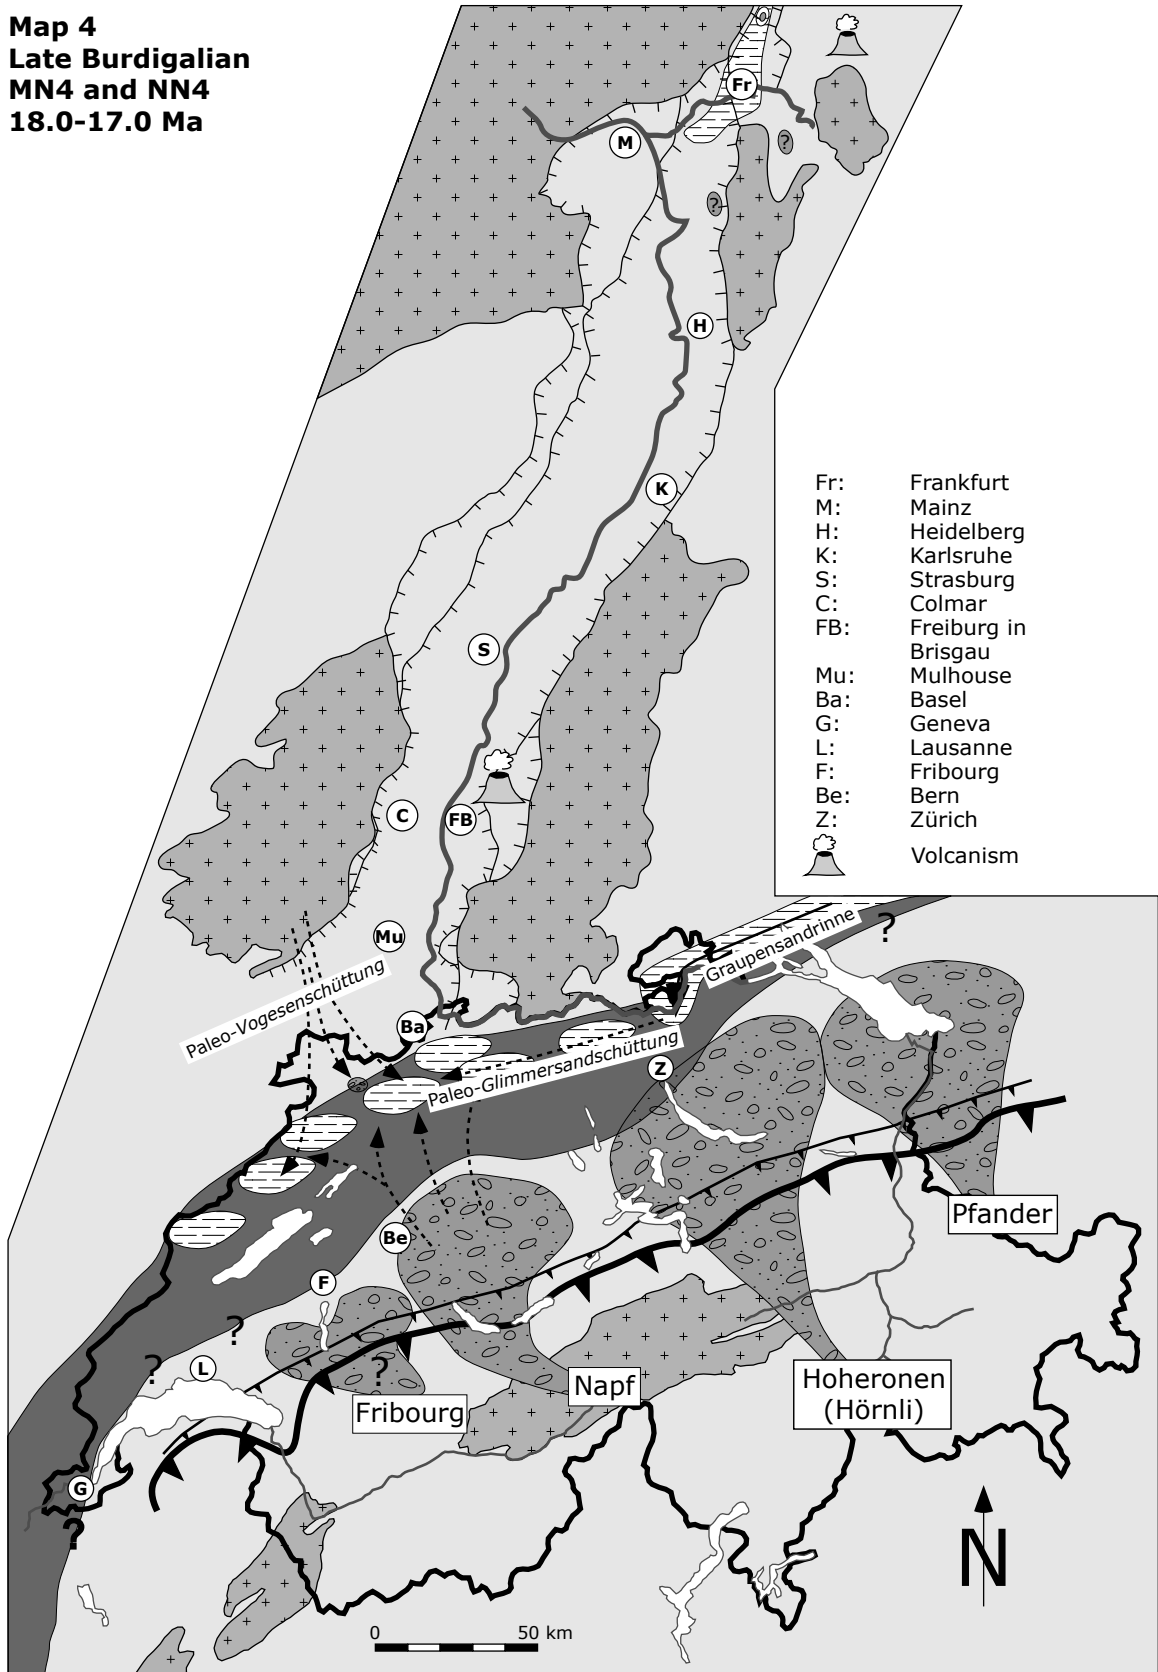 Map 4
Late Burdigalian
MN4 and NN4
18.0-17.0 Ma
Fr
M
?
?
H
K
S
C
FB
Mu
Ba
Fr: Frankfurt
M: Mainz
H: Heidelberg
K: Karlsruhe
S: Strasburg
C: Colmar
FB: Freiburg in
Brisgau
Mu: Mulhouse
Ba: Basel
G: Geneva
L: Lausanne
F: Fribourg
Be: Bern
Z: Zürich
Volcanism
?
Graupensandrinne
Paleo-Vogesenschüttung
Paleo-Glimmersandschüttung
Z
Pfander
Be
F
?
?
L
?
Napf
Fribourg
Hoheronen
(Hörnli)
G
?
N
0 50 km